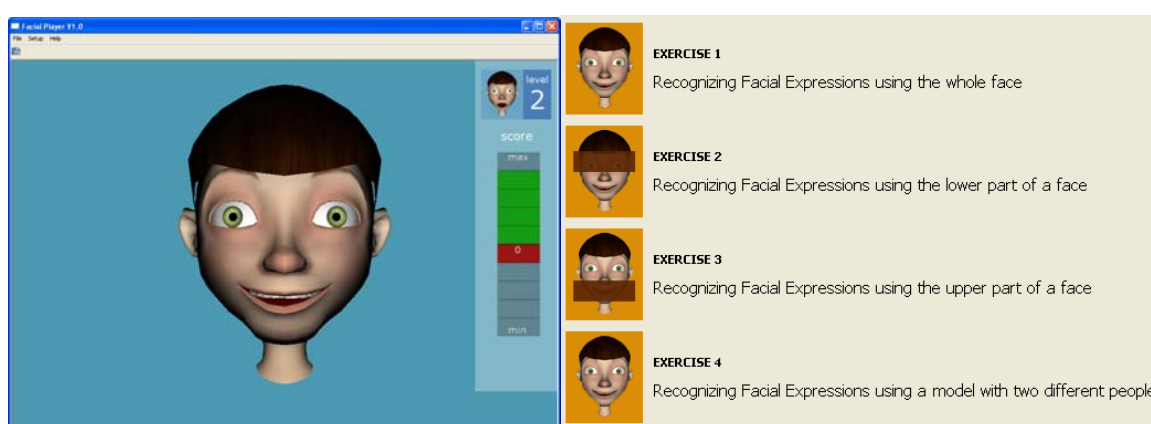 Facial Player V1.0
File Setup Help
level
2
score
max
0
min
EXERCISE 1
Recognizing Facial Expressions using the whole face
EXERCISE 2
Recognizing Facial Expressions using the lower part of a face
EXERCISE 3
Recognizing Facial Expressions using the upper part of a face
EXERCISE 4
Recognizing Facial Expressions using a model with two different people